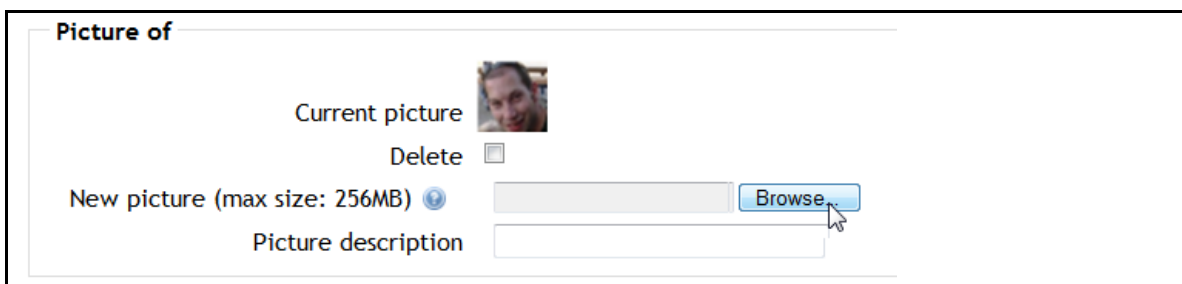 Picture of
Current picture
Delete
New picture (max size: 256MB)
Browse...
Picture description